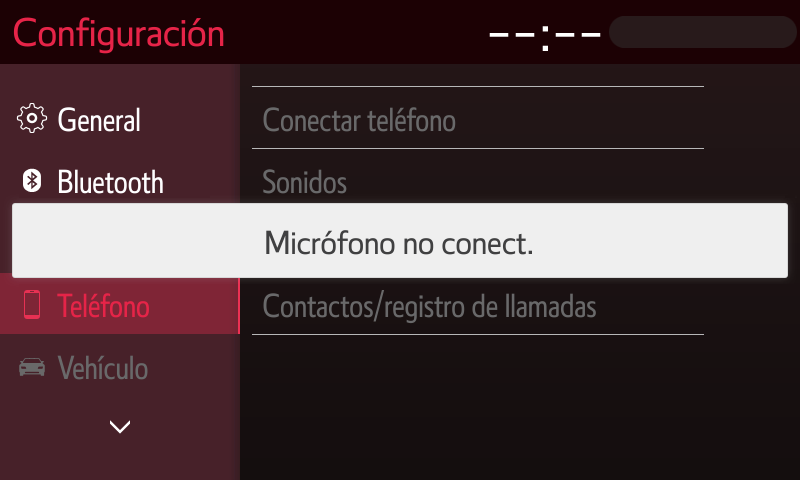 Configuración
--:--
General
Conectar teléfono
Bluetooth
Sonidos
Micrófono no conect.
Teléfono
Contactos/registro de llamadas
Vehículo